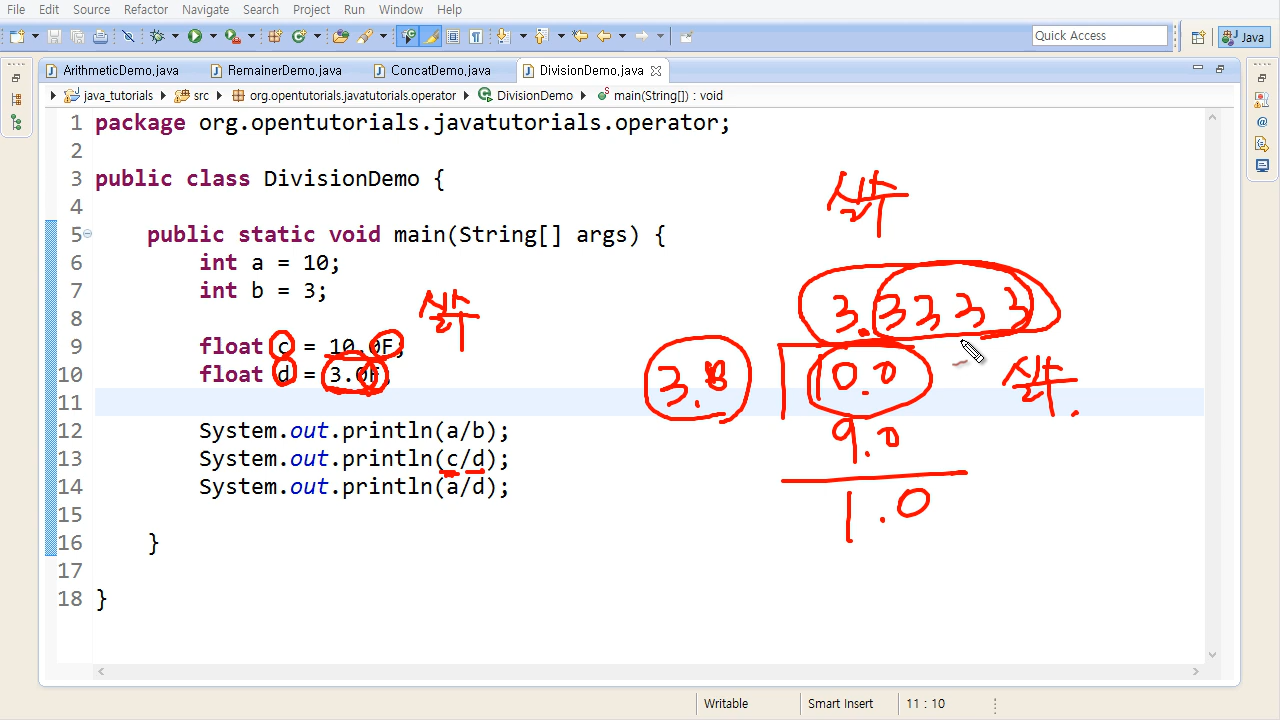 File Edit Source Refactor Navigate Search Project Run Window Help
Quick Access
Java
ArithmeticDemo.java RemainerDemo.java ConcatDemo.java DivisionDemo.java
java_tutorials src org.opentutorials.javatutorials.operator DivisionDemo main(String[]) : void
1 package org.opentutorials.javatutorials.operator;
2
3 public class DivisionDemo {
4
5 public static void main(String[] args) {
6 int a = 10;
7 int b = 3;
8
9 float c = 10.0F;
10 float d = 3.0F;
11
12 System.out.println(a/b);
13 System.out.println(c/d);
14 System.out.println(a/d);
15
16 }
17
18 }
실수
실수
3.3333
3.0
10.0
실수.
9.0
1.0
Writable Smart Insert 11 : 10